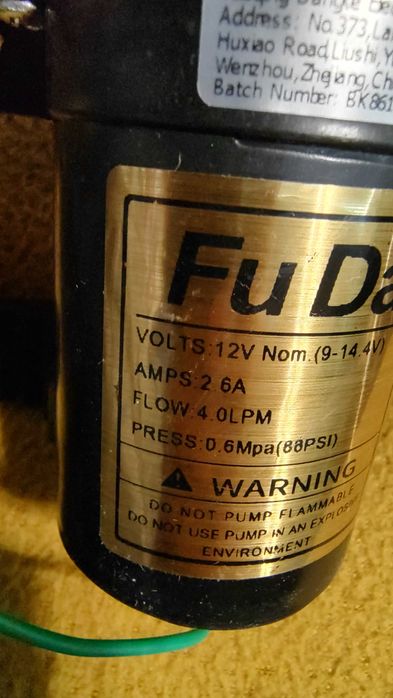 Address: No.373,
Huxiao Road,Liushi,
Wenzhou,Zhejiang,
Batch Number: BK861
Fu Da
VOLTS:12V Nom.(9-14.4V)
AMPS:2.6A
FLOW:4.0LPM
PRESS:0.6Mpa(88PSI)
WARNING
DO NOT PUMP FLAMMABLE
DO NOT USE PUMP IN AN
ENVIRONMENT